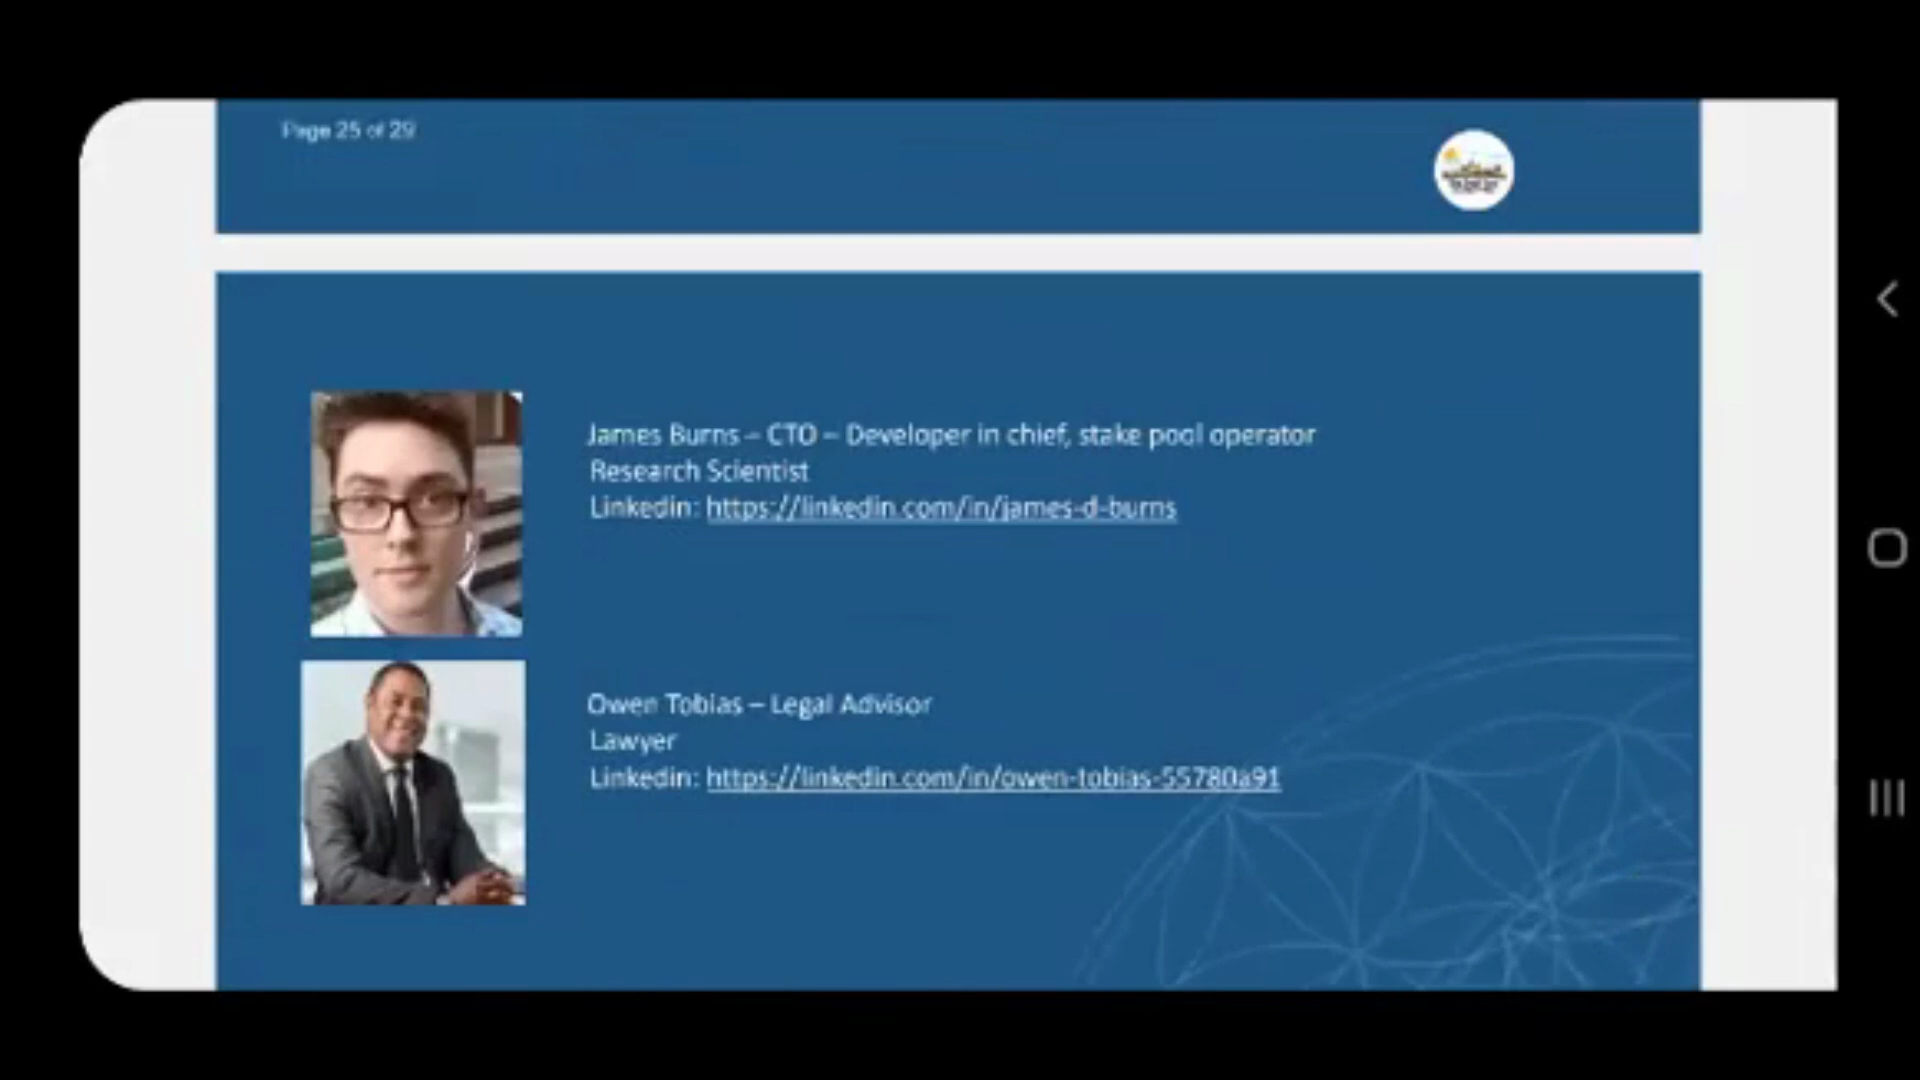 Page 25 of 29
James Burns – CTO – Developer in chief, stake pool operator
Research Scientist
Linkedin: https://linkedin.com/in/james-d-burns
Owen Tobias – Legal Advisor
Lawyer
Linkedin: https://linkedin.com/in/owen-tobias-55780a91